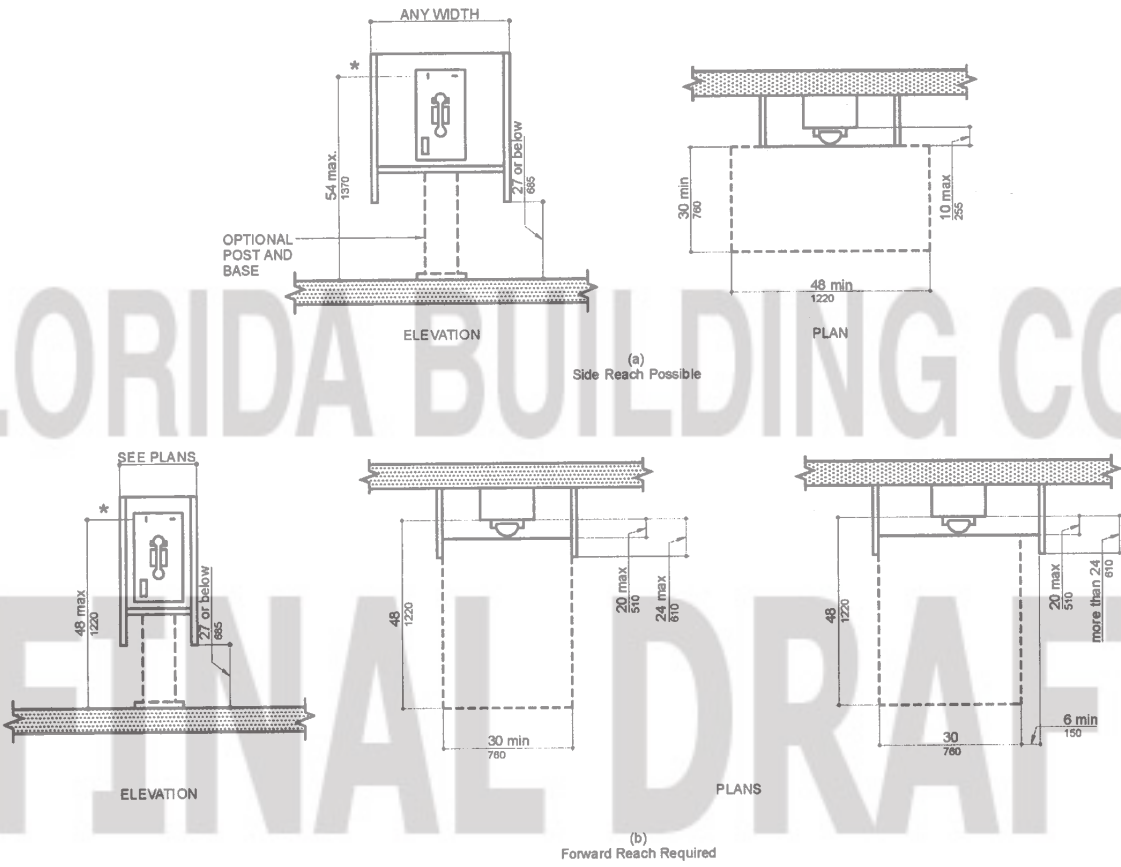 ANY WIDTH
*
54 max.
1370
27 or below
685
OPTIONAL
POST AND
BASE
ELEVATION
30 min
760
10 max
255
48 min
1220
PLAN
(a)
Side Reach Possible
LORIDA BUILDING CO
SEE PLANS
*
48 max
1220
27 or below
685
ELEVATION
48
1220
20 max
510
24 max
610
30 min
760
48
1220
20 max
510
more than 24
610
30
760
6 min
150
PLANS
(b)
Forward Reach Required
FINAL DRAFT